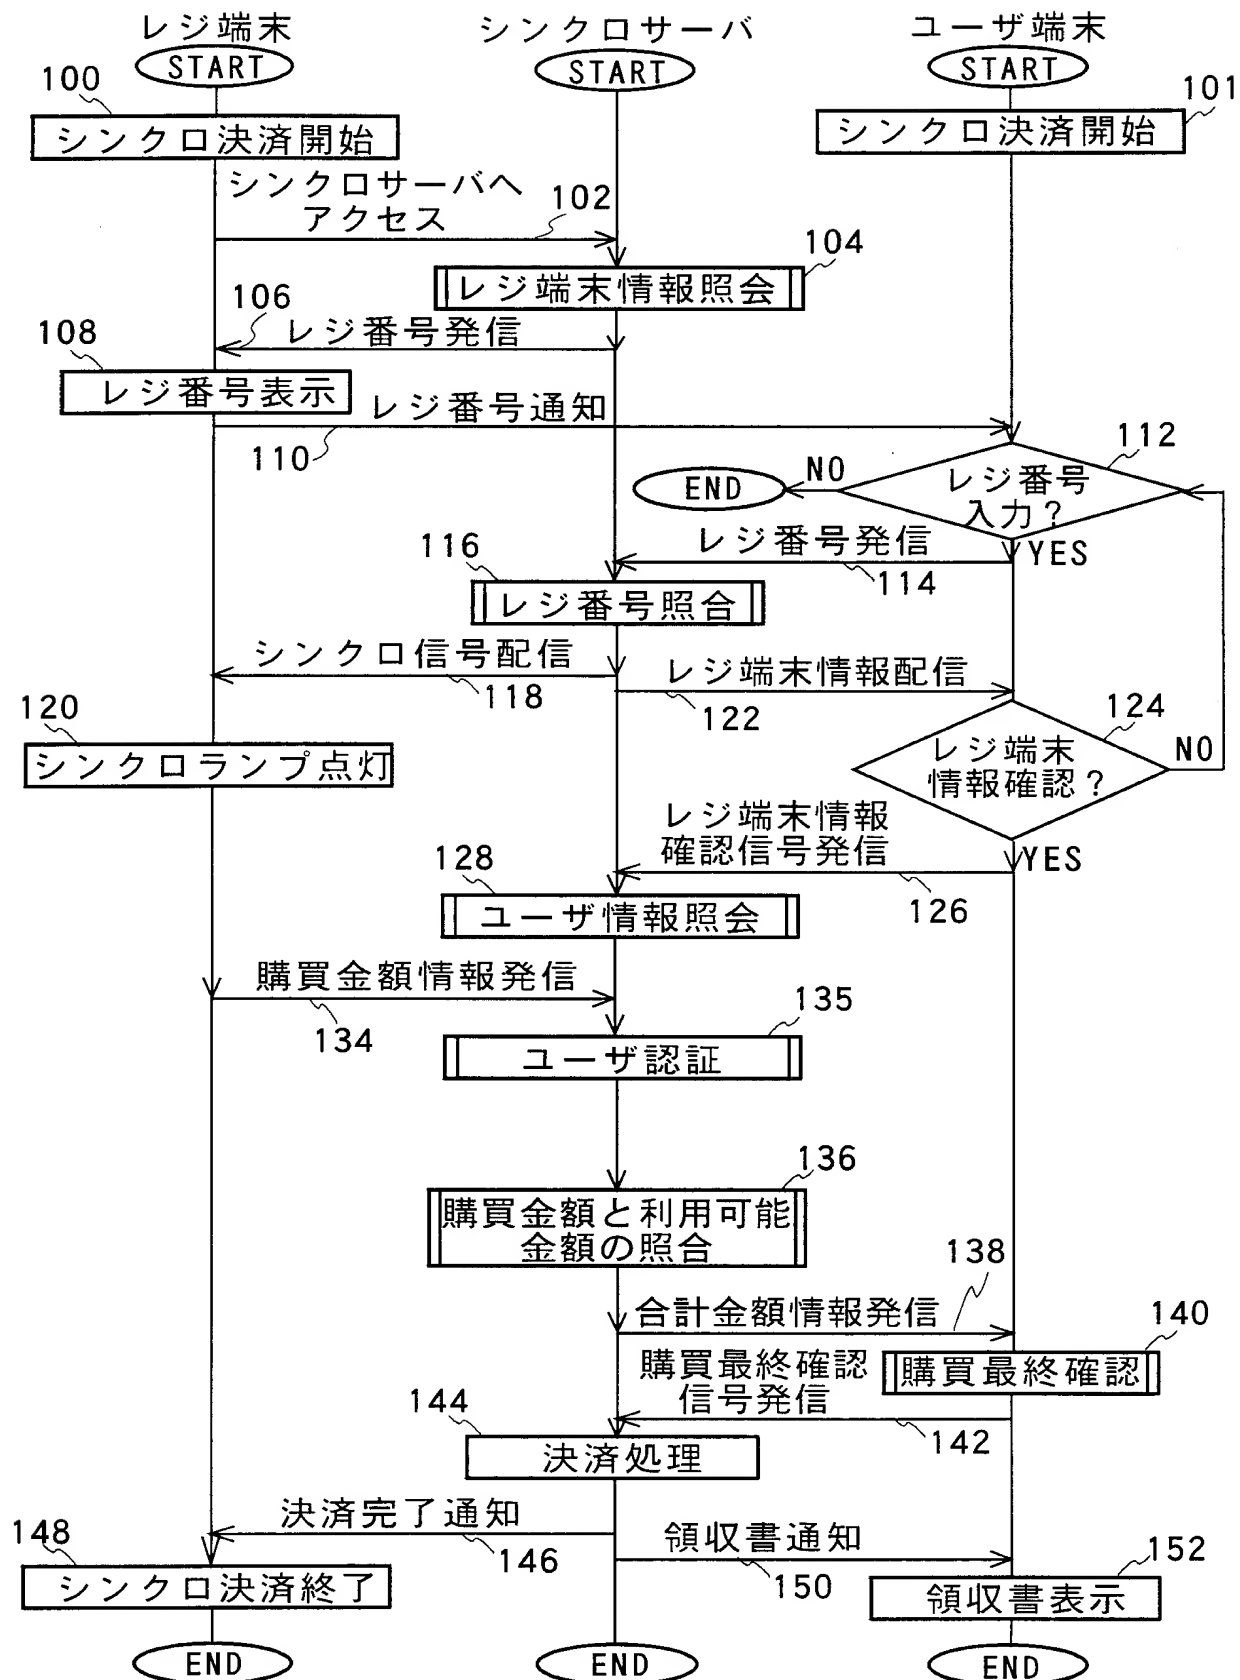 レジ端末
シンクロサーバ
ユーザ端末
START
START
START
100
シンクロ決済開始
101
シンクロ決済開始
シンクロサーバへ
アクセス
102
104
レジ端末情報照会
106
レジ番号発信
108
レジ番号表示
レジ番号通知
110
112
レジ番号
入力?
NO
END
YES
レジ番号発信
114
116
レジ番号照合
シンクロ信号配信
118
レジ端末情報配信
122
120
シンクロランプ点灯
124
レジ端末
情報確認?
NO
YES
レジ端末情報
確認信号発信
126
128
ユーザ情報照会
購買金額情報発信
134
135
ユーザ認証
136
購買金額と利用可能
金額の照合
138
合計金額情報発信
140
購買最終確認
購買最終確認
信号発信
142
144
決済処理
決済完了通知
146
148
シンクロ決済終了
領収書通知
150
152
領収書表示
END
END
END